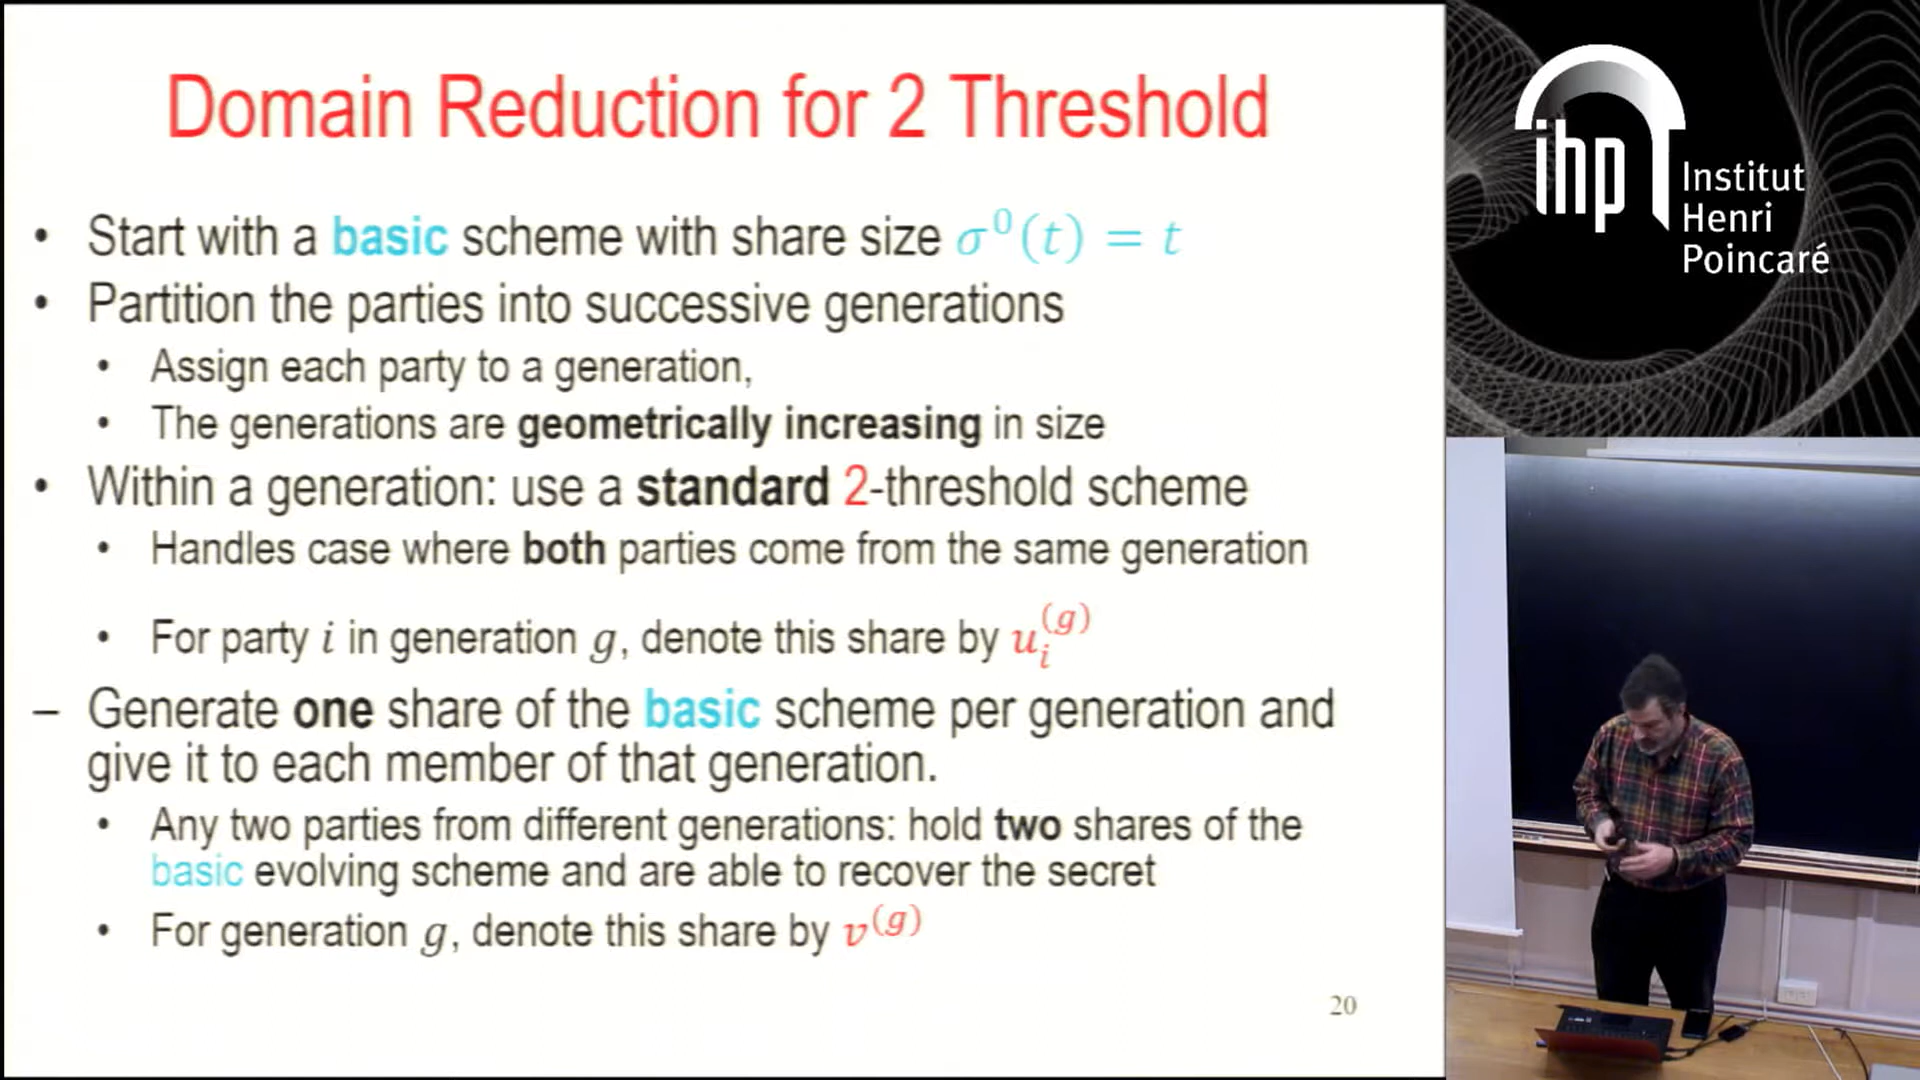 Domain Reduction for 2 Threshold
• Start with a basic scheme with share size σ⁰(t) = t
• Partition the parties into successive generations
• Assign each party to a generation,
• The generations are geometrically increasing in size
• Within a generation: use a standard 2-threshold scheme
• Handles case where both parties come from the same generation
• For party i in generation g, denote this share by u_i^(g)
– Generate one share of the basic scheme per generation and
give it to each member of that generation.
• Any two parties from different generations: hold two shares of the
basic evolving scheme and are able to recover the secret
• For generation g, denote this share by v^(g)
20
ihp
Institut
Henri
Poincaré